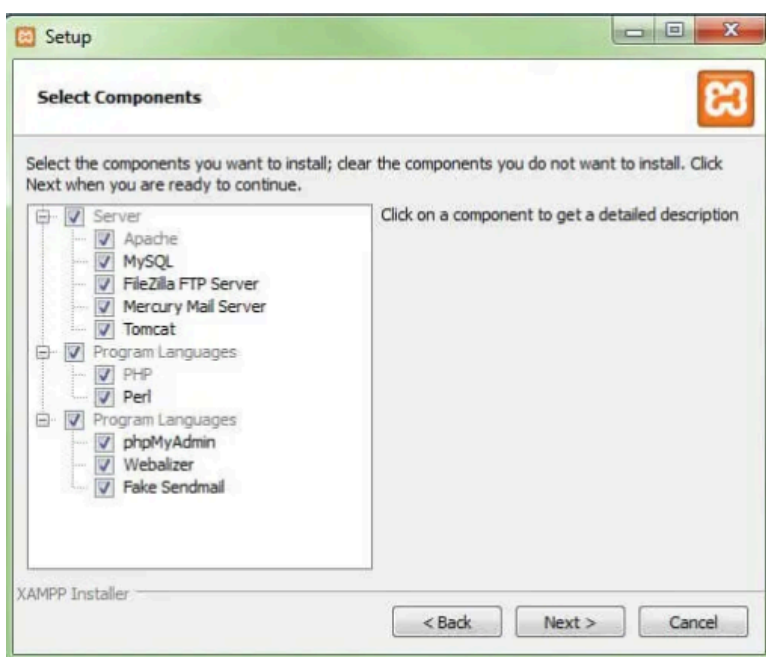 Setup
Select Components
Select the components you want to install; clear the components you do not want to install. Click
Next when you are ready to continue.
Server
Apache
MySQL
FileZilla FTP Server
Mercury Mail Server
Tomcat
Program Languages
PHP
Perl
Program Languages
phpMyAdmin
Webalizer
Fake Sendmail
Click on a component to get a detailed description
XAMPP Installer
< Back
Next >
Cancel